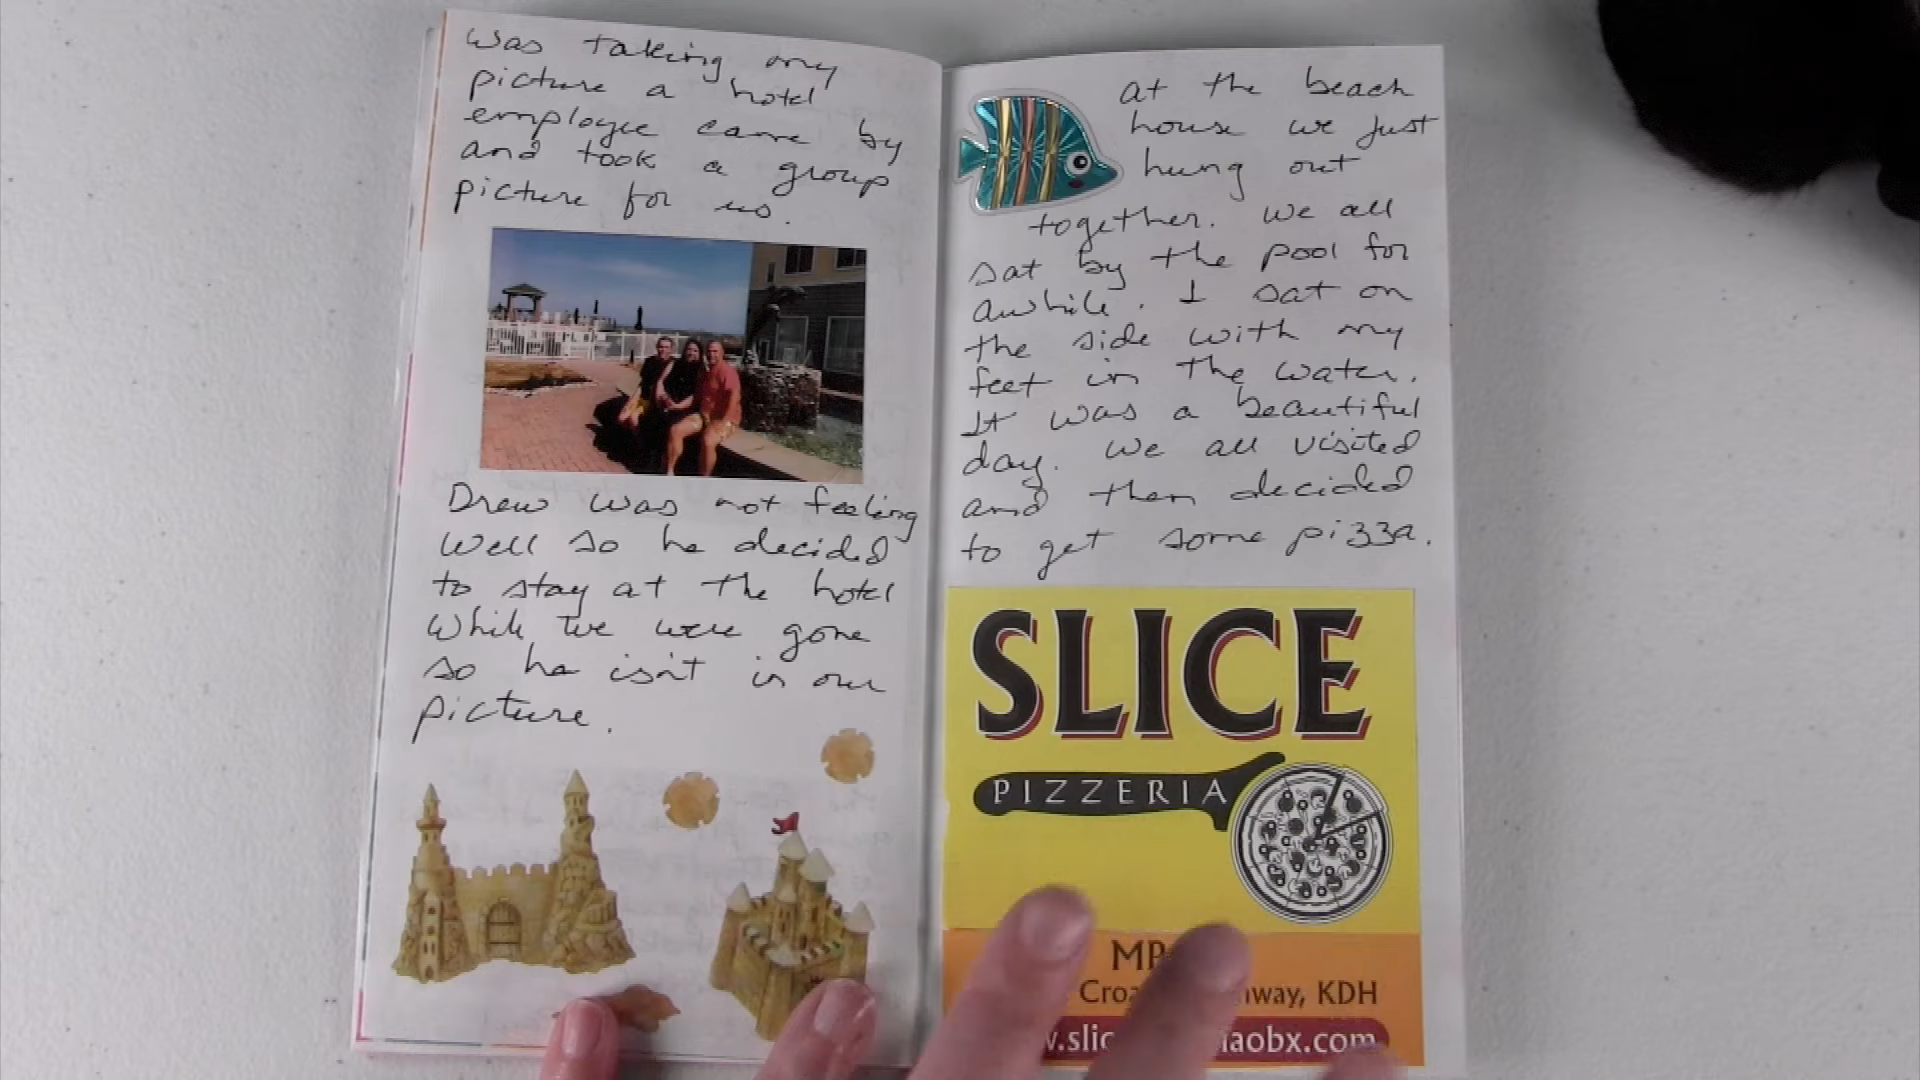 was taking my
picture a hotel
employee came by
and took a group
picture for us.
Drew was not feeling
well so he decided
to stay at the hotel
while we were gone
so he isn't in our
picture.
at the beach
house we just
hung out
together. We all
sat by the pool for
awhile. I sat on
the side with my
feet in the water.
It was a beautiful
day. We all visited
and then decided
to get some pizza.
SLICE
PIZZERIA
KDH